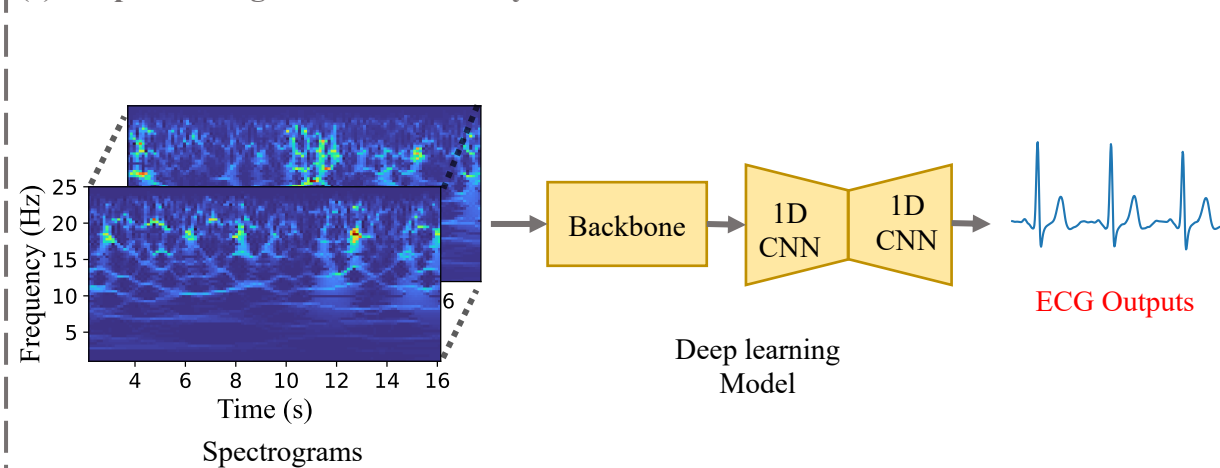 25
20
15
10
5
Frequency (Hz)
4 6 8 10 12 14 16
6
Time (s)
Spectrograms
Backbone
1D
CNN
1D
CNN
Deep learning
Model
ECG Outputs